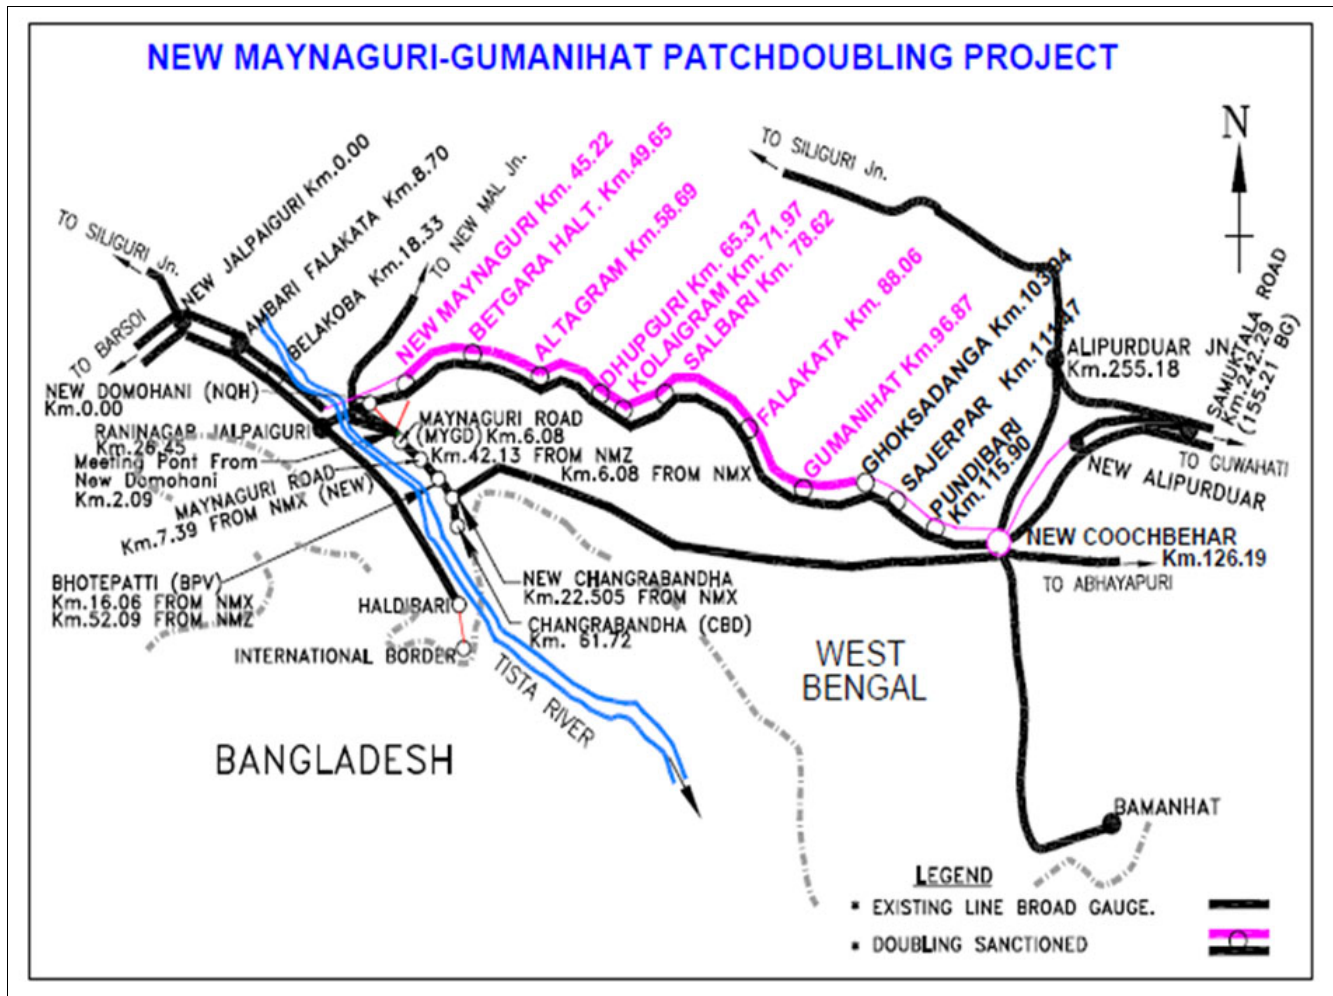 NEW MAYNAGURI-GUMANIHAT PATCHDOUBLING PROJECT
N
TO SILIGURI Jn.
TO BARSOI
NEW JALPAIGURI Km.0.00
AMBARI FALAKATA Km.8.70
BELAKOBA Km.18.33
TO NEW MAL Jn.
NEW MAYNAGURI Km. 45.22
BETGARA HALT. Km.49.65
ALTAGRAM Km.58.69
DHUPGURI Km. 65.37
KOLAIGRAM Km. 71.97
SALBARI Km. 78.62
FALAKATA Km. 88.06
GUMANIHAT Km.96.87
GHOKSADANGA Km.103.94
SAJERPAR Km.111.47
PUNDIBARI
Km.115.90
TO SILIGURI Jn.
ALIPURDUAR JN.
Km.255.18
SAMUKTALA ROAD
Km.242.29
(155.21 BG)
TO GUWAHATI
NEW ALIPURDUAR
NEW COOCHBEHAR
Km.126.19
TO ABHAYAPURI
NEW DOMOHANI (NQH)
Km.0.00
RANINAGAR JALPAIGURI
Km.26.45
Meeting Pont From
New Domohani
Km.2.09
MAYNAGURI ROAD
(MYGD) Km.6.08
Km.42.13 FROM NMZ
Km.6.08 FROM NMX
MAYNAGURI ROAD
Km.7.39 FROM NMX (NEW)
BHOTEPATTI (BPV)
Km.16.06 FROM NMX
Km.52.09 FROM NMZ
HALDIBARI
INTERNATIONAL BORDER
NEW CHANGRABANDHA
Km.22.505 FROM NMX
CHANGRABANDHA (CBD)
Km. 61.72
TISTA RIVER
WEST
BENGAL
BANGLADESH
BAMANHAT
LEGEND
* EXISTING LINE BROAD GAUGE.
* DOUBLING SANCTIONED